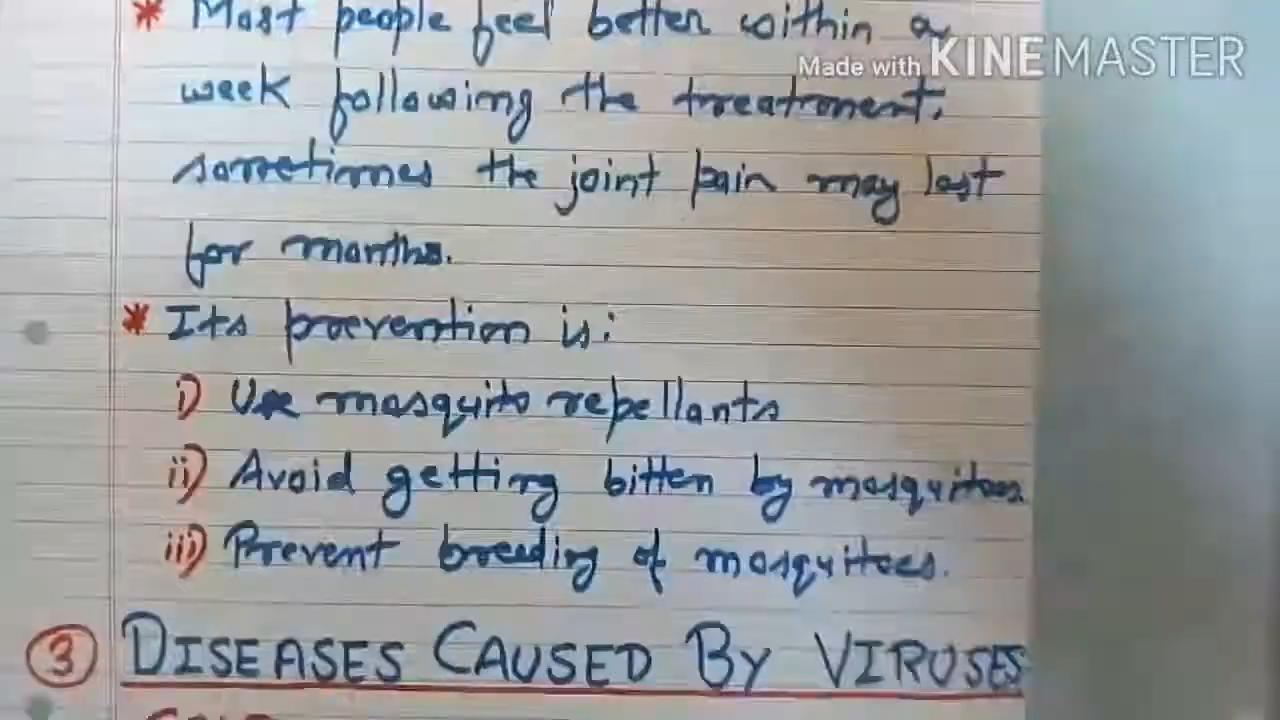 * Most people feel better within a
Made with KINEMASTER
week following the treatment.
sometimes the joint pain may last
for months.
* Its prevention is:
i) Use mosquito repellants
ii) Avoid getting bitten by mosquitoes.
iii) Prevent breeding of mosquitoes.
3 DISEASES CAUSED BY VIRUSES